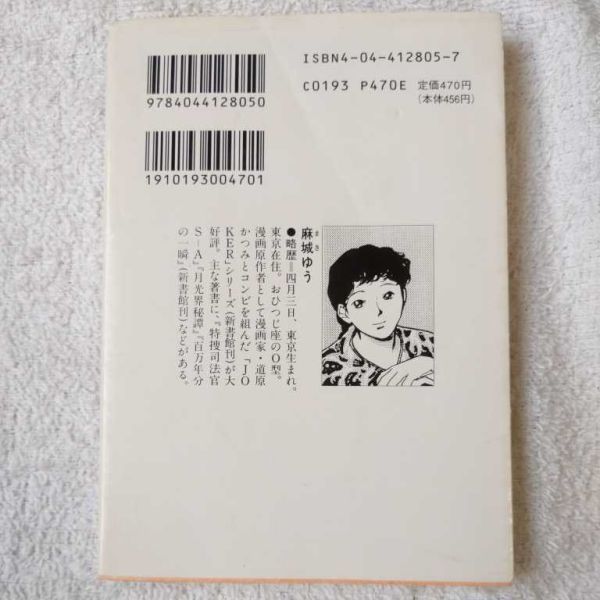 ISBN4-04-412805-7
C0193 P470E
定価470円
(本体456円)
9784044128050
1910193004701
麻城ゆう
まき
●略歴＝四月三日、東京生まれ。
東京在住。おひつじ座のO型。
漫画原作者として漫画家・道原
かつみとコンビを組んだ「JO
KER」シリーズ(新書館刊)が大
好評。主な著書に、『特捜司法官
S-A』『月光界秘譚』『百万年分
の一瞬』(新書館刊)などがある。